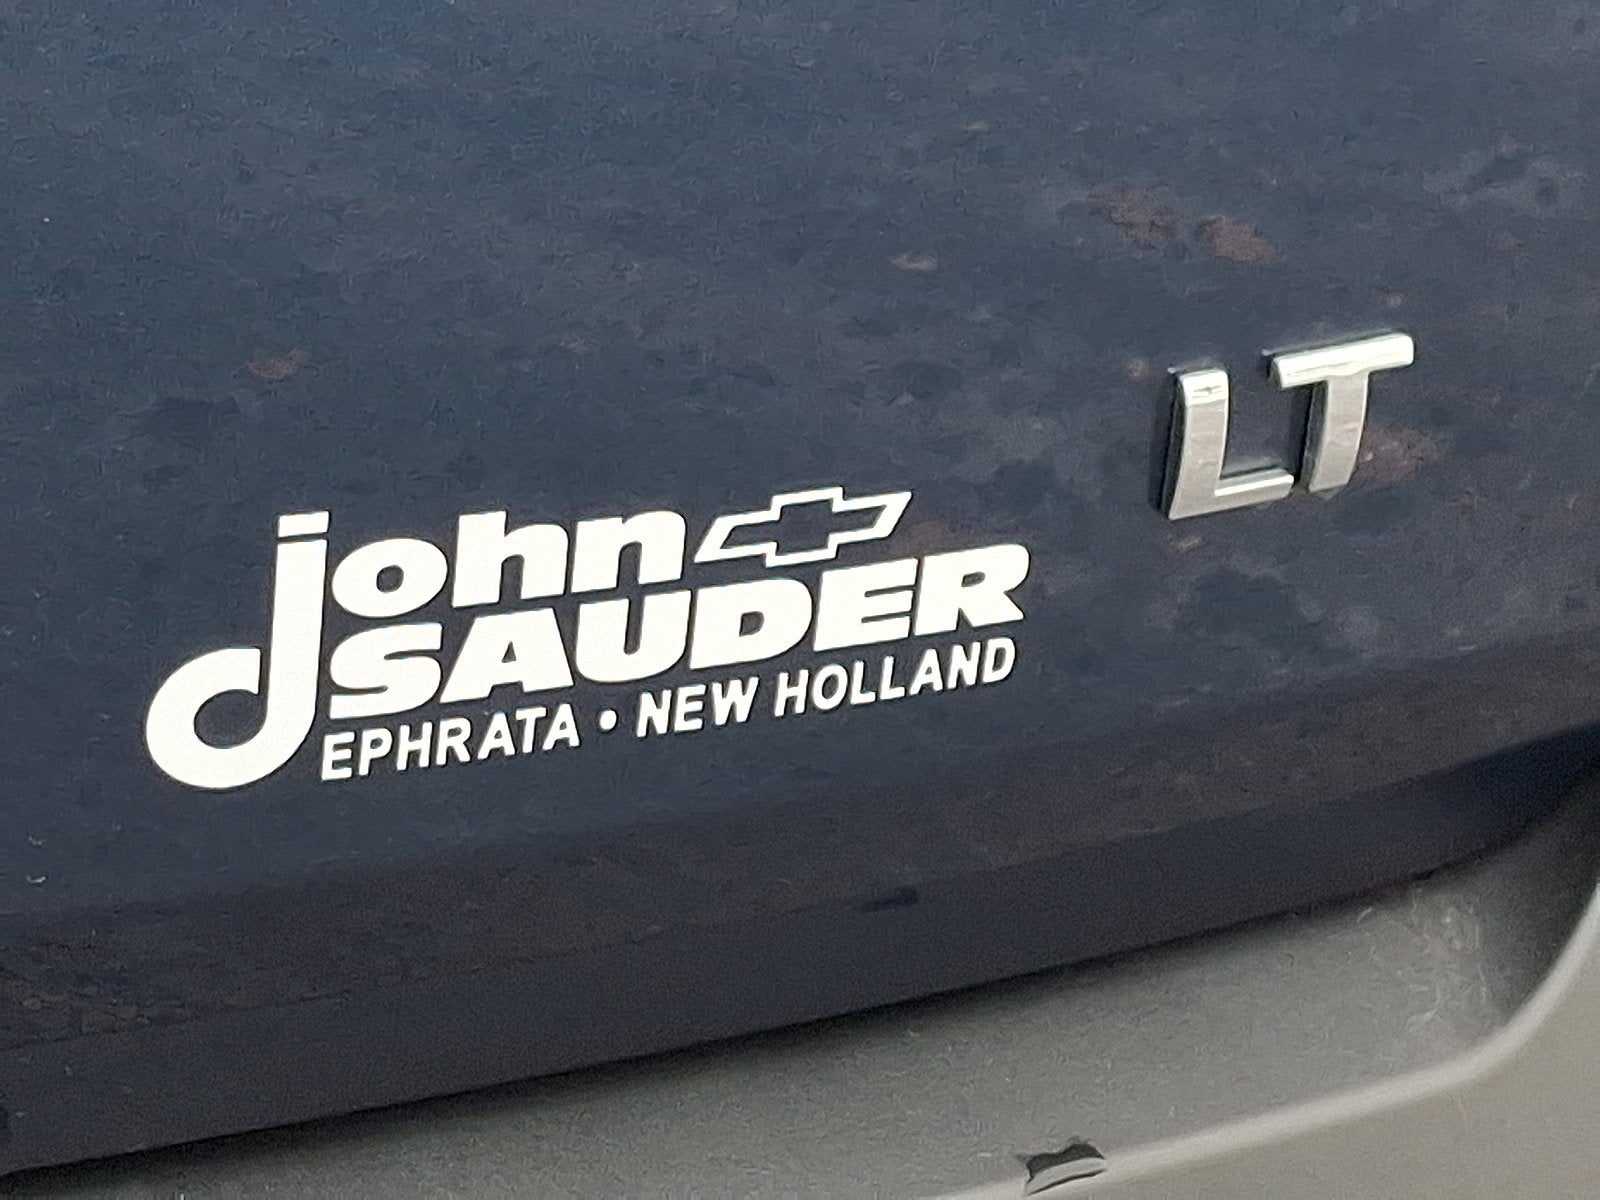 john
SAUDER
EPHRATA • NEW HOLLAND
LT